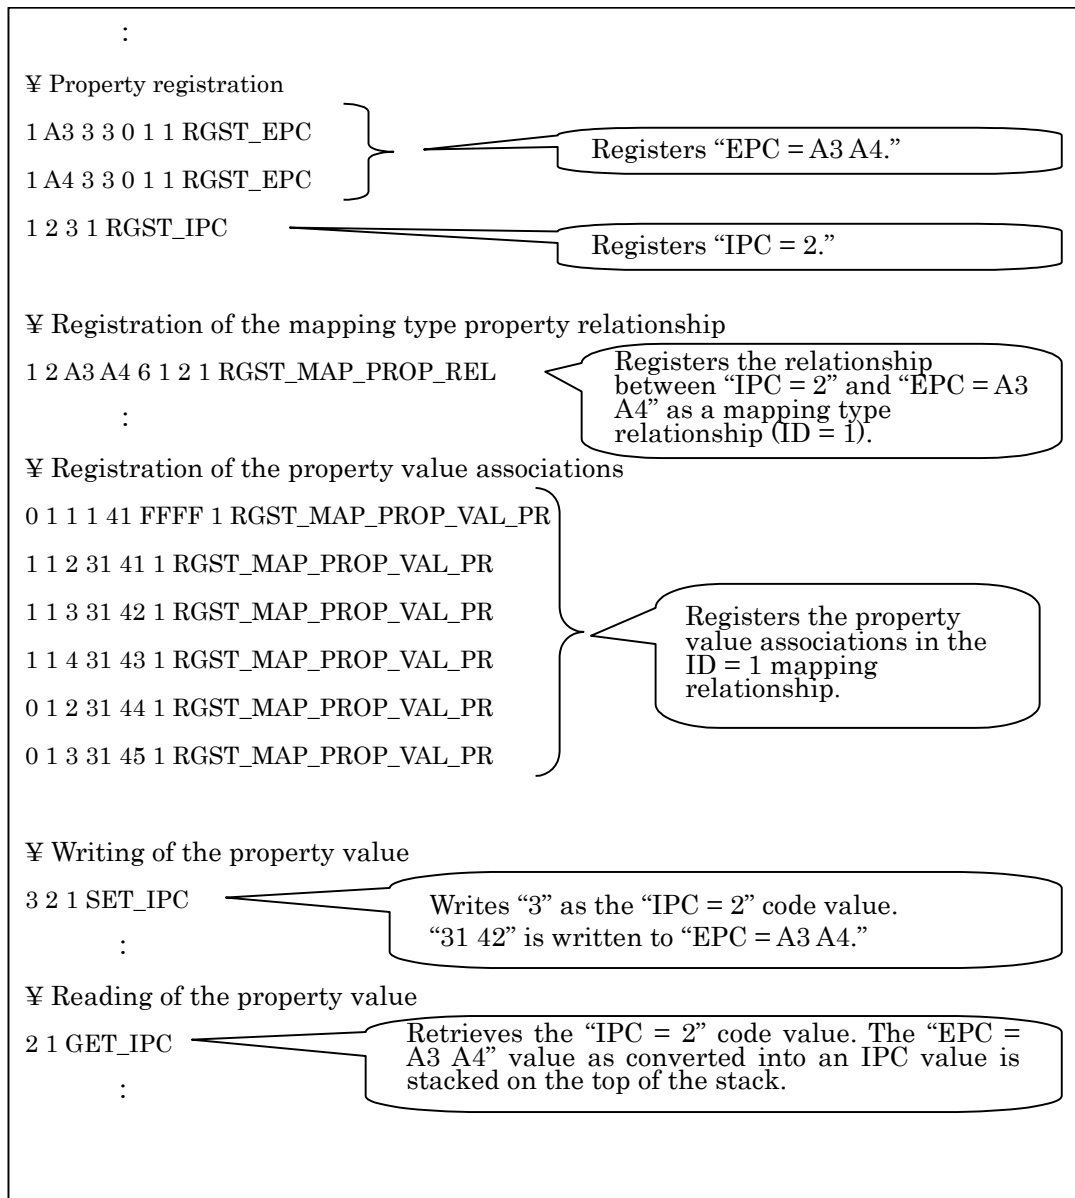 :
¥ Property registration
1 A3 3 3 0 1 1 RGST_EPC
1 A4 3 3 0 1 1 RGST_EPC
Registers “EPC = A3 A4.”
1 2 3 1 RGST_IPC
Registers “IPC = 2.”
¥ Registration of the mapping type property relationship
1 2 A3 A4 6 1 2 1 RGST_MAP_PROP_REL
Registers the relationship
between “IPC = 2” and “EPC = A3
A4” as a mapping type
relationship (ID = 1).
:
¥ Registration of the property value associations
0 1 1 1 41 FFFF 1 RGST_MAP_PROP_VAL_PR
1 1 2 31 41 1 RGST_MAP_PROP_VAL_PR
1 1 3 31 42 1 RGST_MAP_PROP_VAL_PR
1 1 4 31 43 1 RGST_MAP_PROP_VAL_PR
0 1 2 31 44 1 RGST_MAP_PROP_VAL_PR
0 1 3 31 45 1 RGST_MAP_PROP_VAL_PR
Registers the property
value associations in the
ID = 1 mapping
relationship.
¥ Writing of the property value
3 2 1 SET_IPC
Writes “3” as the “IPC = 2” code value.
“31 42” is written to “EPC = A3 A4.”
:
¥ Reading of the property value
2 1 GET_IPC
Retrieves the “IPC = 2” code value. The “EPC =
A3 A4” value as converted into an IPC value is
stacked on the top of the stack.
: